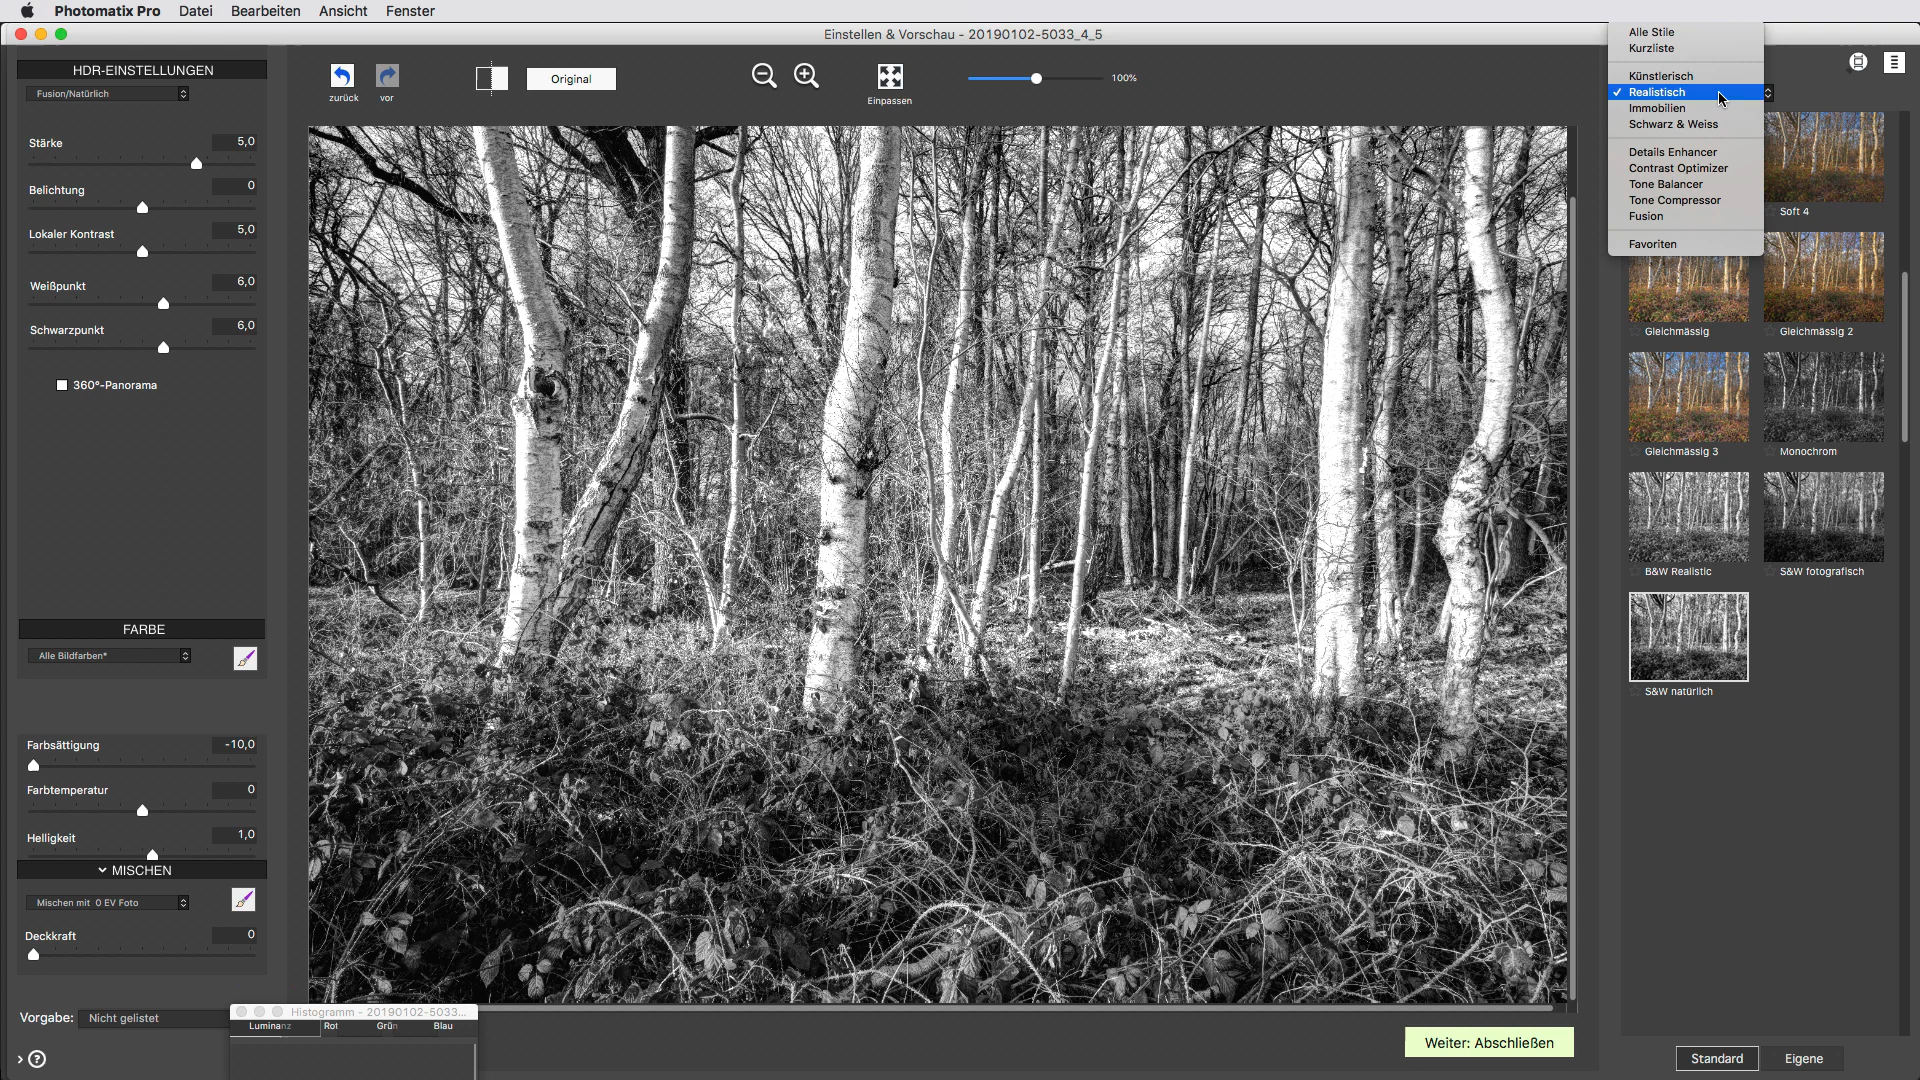 Photomatix Pro Datei Bearbeiten Ansicht Fenster
Einstellen & Vorschau - 20190102-5033_4_5
HDR-EINSTELLUNGEN
Fusion/Natürlich
Stärke 5,0
Belichtung 0
Lokaler Kontrast 5,0
Weißpunkt 6,0
Schwarzpunkt 6,0
360°-Panorama
FARBE
Alle Bildfarben*
Farbsättigung -10,0
Farbtemperatur 0
Helligkeit 1,0
MISCHEN
Mischen mit 0 EV Foto
Deckkraft 0
Vorgabe: Nicht gelistet
?
zurück
vor
Original
Einpassen
100%
Histogramm - 20190102-5033...
Luminanz Rot Grün Blau
Weiter: Abschließen
Alle Stile
Kurzliste
Künstlerisch
✓ Realistisch
Immobilien
Schwarz & Weiss
Details Enhancer
Contrast Optimizer
Tone Balancer
Tone Compressor
Fusion
Favoriten
Soft 4
Gleichmässig
Gleichmässig 2
Gleichmässig 3
Monochrom
B&W Realistic
S&W fotografisch
S&W natürlich
Standard
Eigene